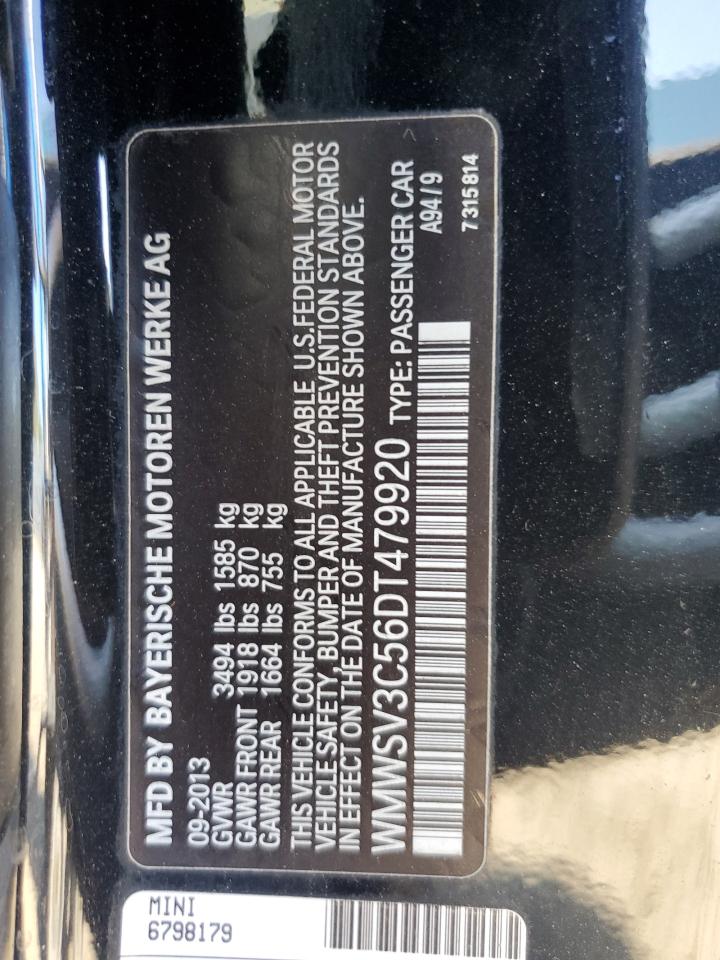 MFD BY BAYERISCHE MOTOREN WERKE AG
09-2013
GVWR 3494 lbs 1585 kg
GAWR FRONT 1918 lbs 870 kg
GAWR REAR 1664 lbs 755 kg
THIS VEHICLE CONFORMS TO ALL APPLICABLE U.S.FEDERAL MOTOR
VEHICLE SAFETY, BUMPER AND THEFT PREVENTION STANDARDS
IN EFFECT ON THE DATE OF MANUFACTURE SHOWN ABOVE.
WMWSV3C56DT479920 TYPE: PASSENGER CAR
A94/9
7 315 814
MINI
6798179